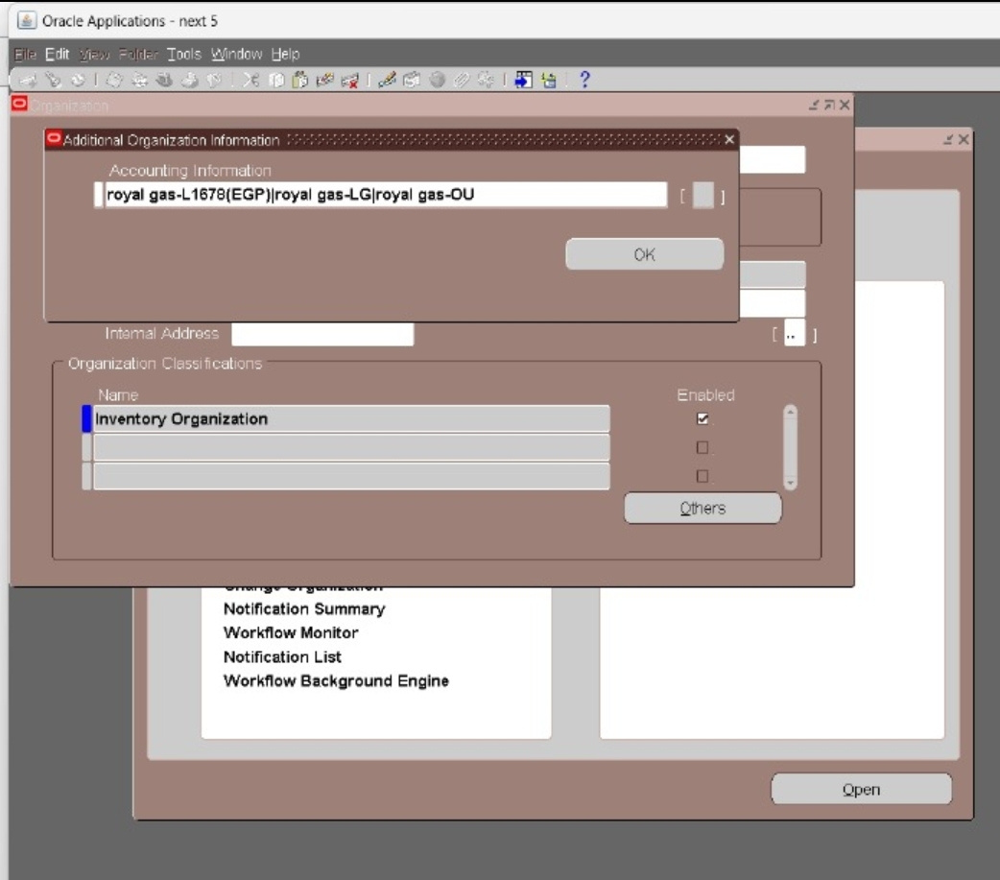 Oracle Applications - next 5
File Edit View Folder Tools Window Help
Organization
Additional Organization Information
Accounting Information
royal gas-L1678(EGP)|royal gas-LG|royal gas-OU
[ ]
OK
Internal Address
[ .. ]
Organization Classifications
Name Enabled
Inventory Organization
Others
Change Organization
Notification Summary
Workflow Monitor
Notification List
Workflow Background Engine
Open